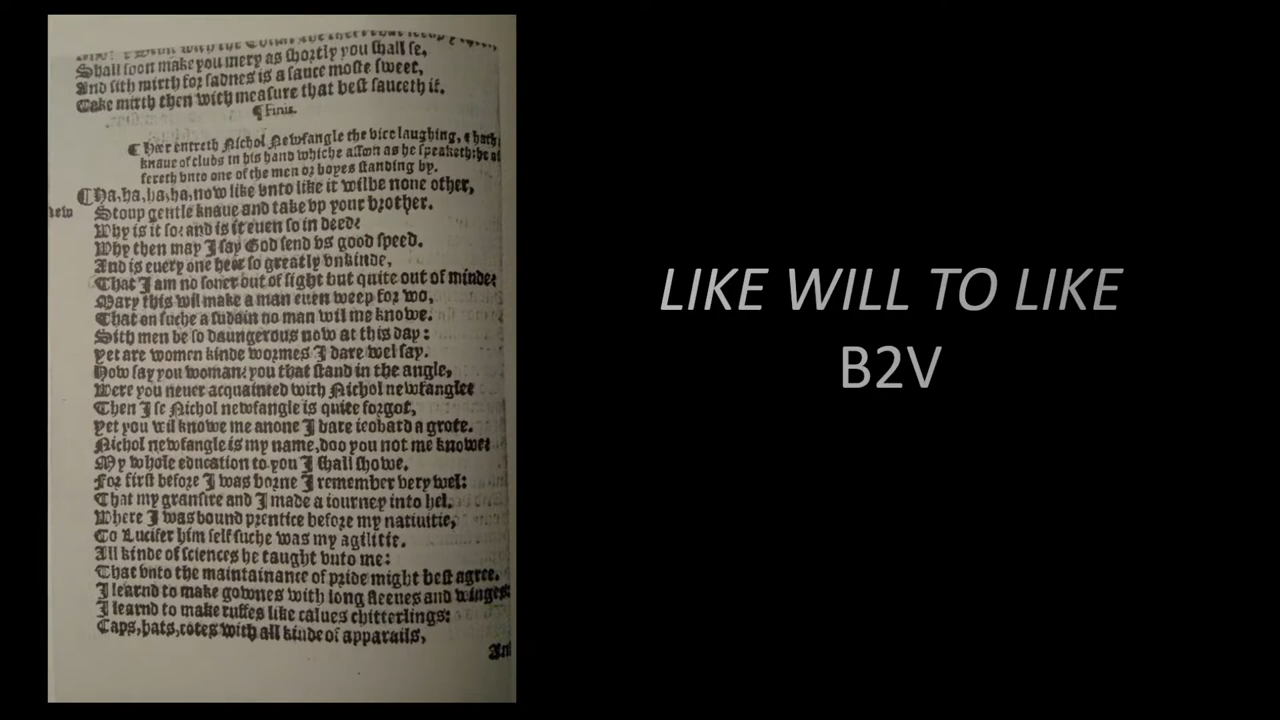 Shall soon make you mery as shortly you shall se,
And sith mirth for sadnes is a sauce moste sweet,
Take mirth then with measure that best sauceth it.
¶ Finis.
¶ Heer entreth Nichol Newfangle the vice laughing, & hath
knaue of clubs in his hand whiche assoon as he speaketh: he of
fereth vnto one of the men or boyes standing by.
¶ Ha, ha, ha, ha, now like vnto like it wilbe none other,
Stoup gentle knaue and take vp your brother.
Why is it so: and is it euen so in deed?
Why then may I say God send vs good speed.
And is euery one heer so greatly vnkinde,
That I am no soner out of sight but quite out of minde?
Mary this wil make a man euen weep for wo,
That on suche a sudain no man wil me knowe.
Sith men be so daungerous now at this day:
Yet are women kinde wormes I dare wel say.
How say you woman: you that stand in the angle,
Were you neuer acquainted with Nichol newfangle?
Then I se Nichol newfangle is quite forgot,
Yet you wil knowe me anone I dare ieobard a grote.
Nichol newfangle is my name, doo you not me knowe?
My whole education to you I shall showe.
For first before I was borne I remember very wel:
That my gransire and I made a iourney into hel.
Where I was bound prentice before my natiuitie,
To Lucifer him self suche was my agilitie.
All kinde of sciences he taught vnto me:
That vnto the maintainance of pride might best agree.
I learnd to make gownes with long sleeues and winges:
I learnd to make ruffes like calues chitterlings:
Caps, hats, cotes with all kinde of apparails,
And
LIKE WILL TO LIKE
B2V